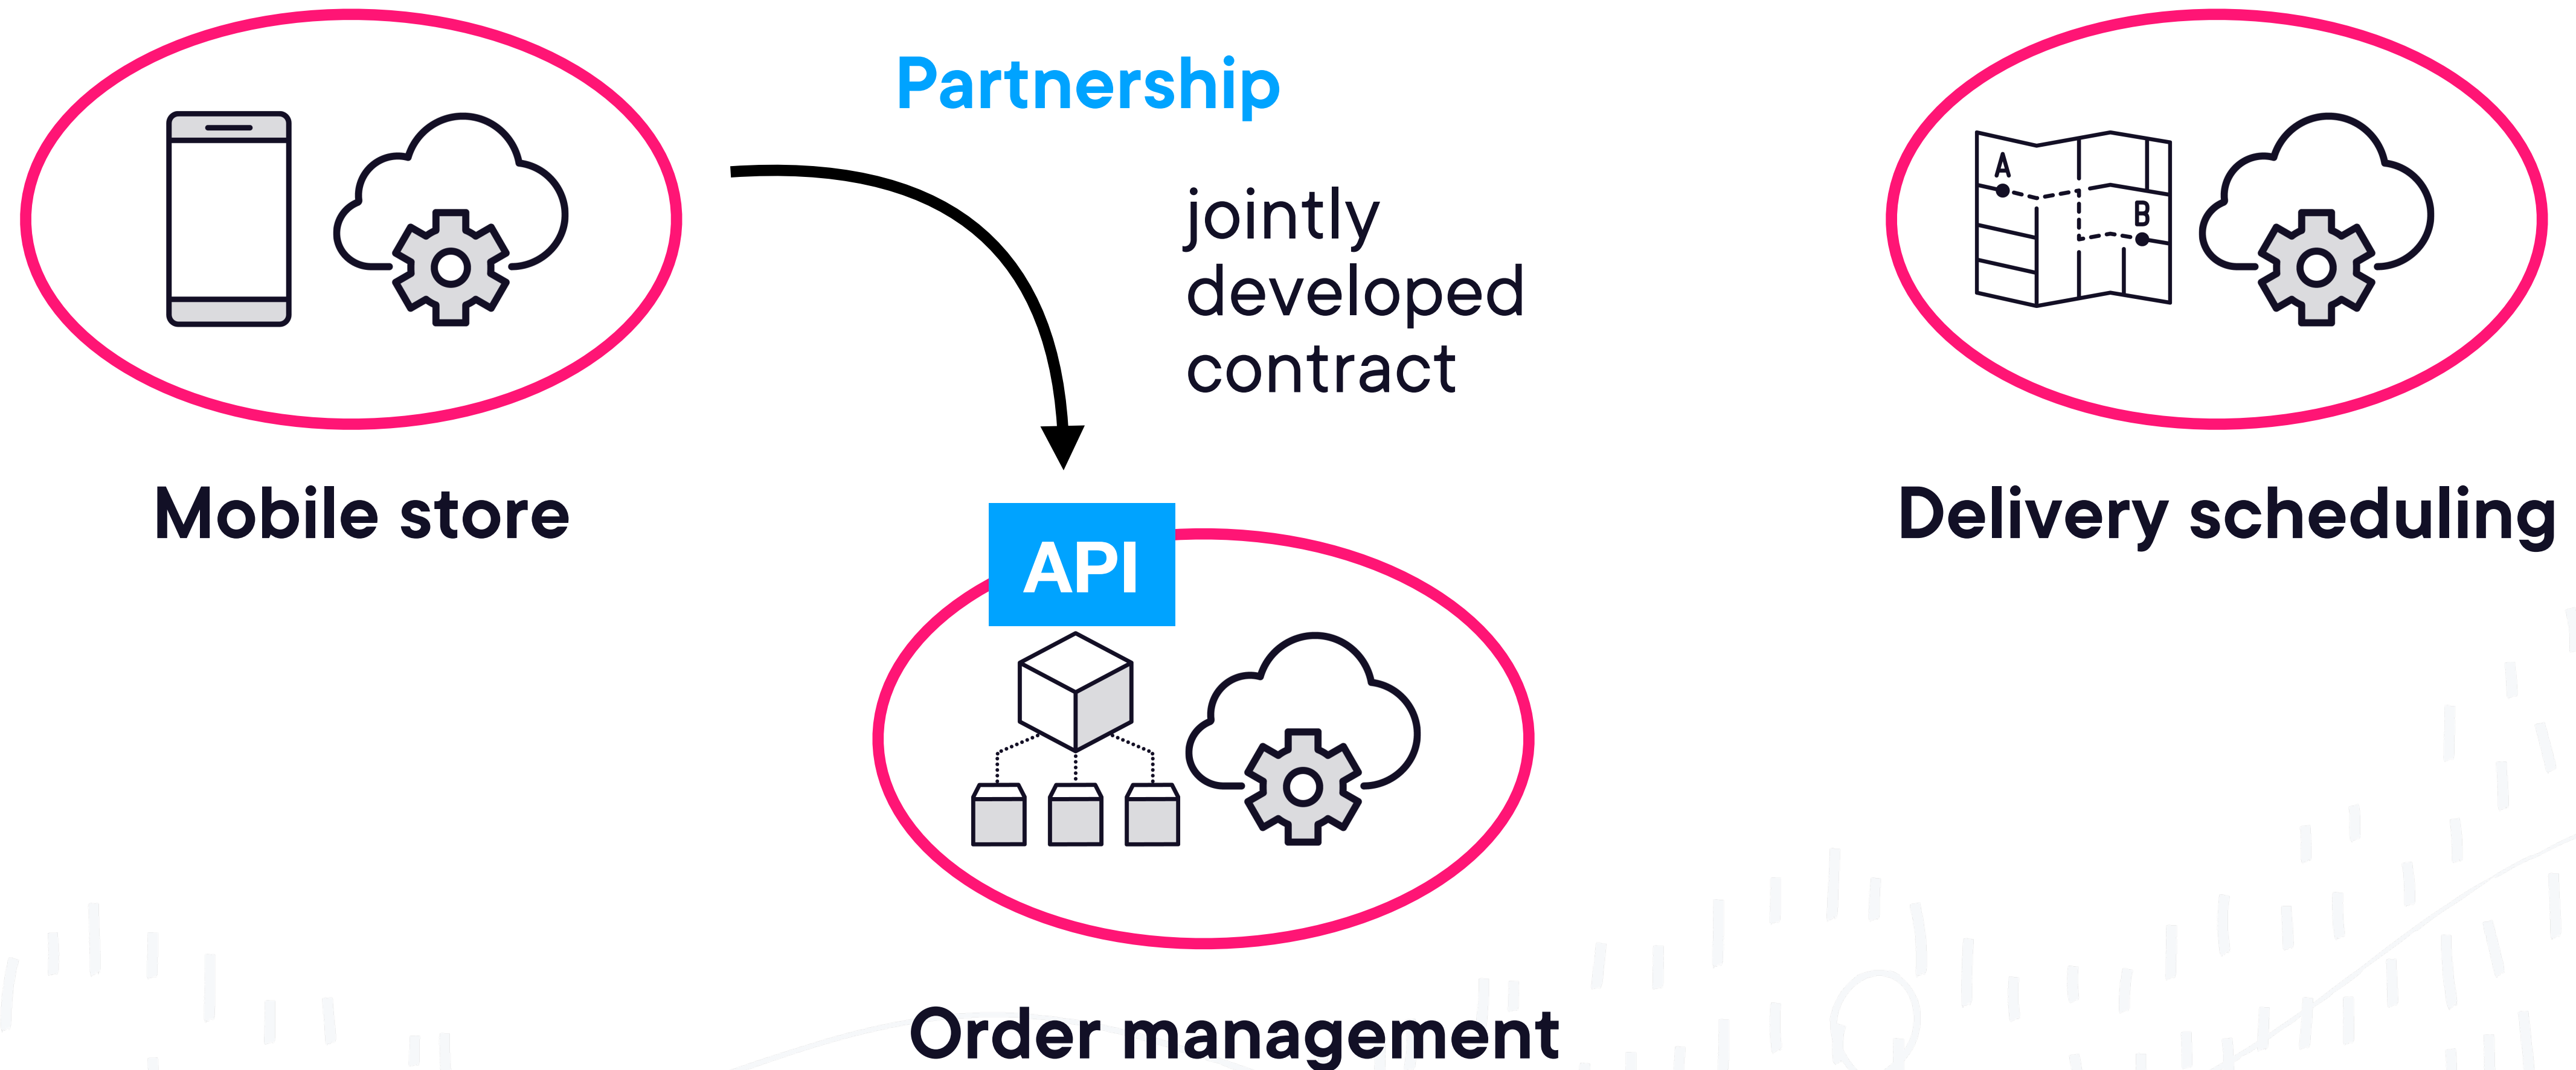 Partnership
jointly
developed
contract
A
B
Mobile store
Delivery scheduling
API
Order management